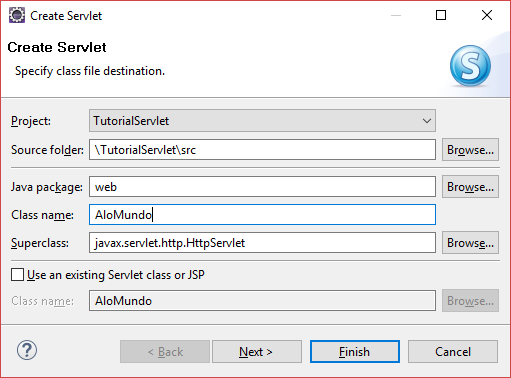 Create Servlet
Create Servlet
Specify class file destination.
S
Project: TutorialServlet
Source folder: \TutorialServlet\src Browse...
Java package: web Browse...
Class name: AloMundo
Superclass: javax.servlet.http.HttpServlet Browse...
Use an existing Servlet class or JSP
Class name: AloMundo Browse...
? < Back Next > Finish Cancel